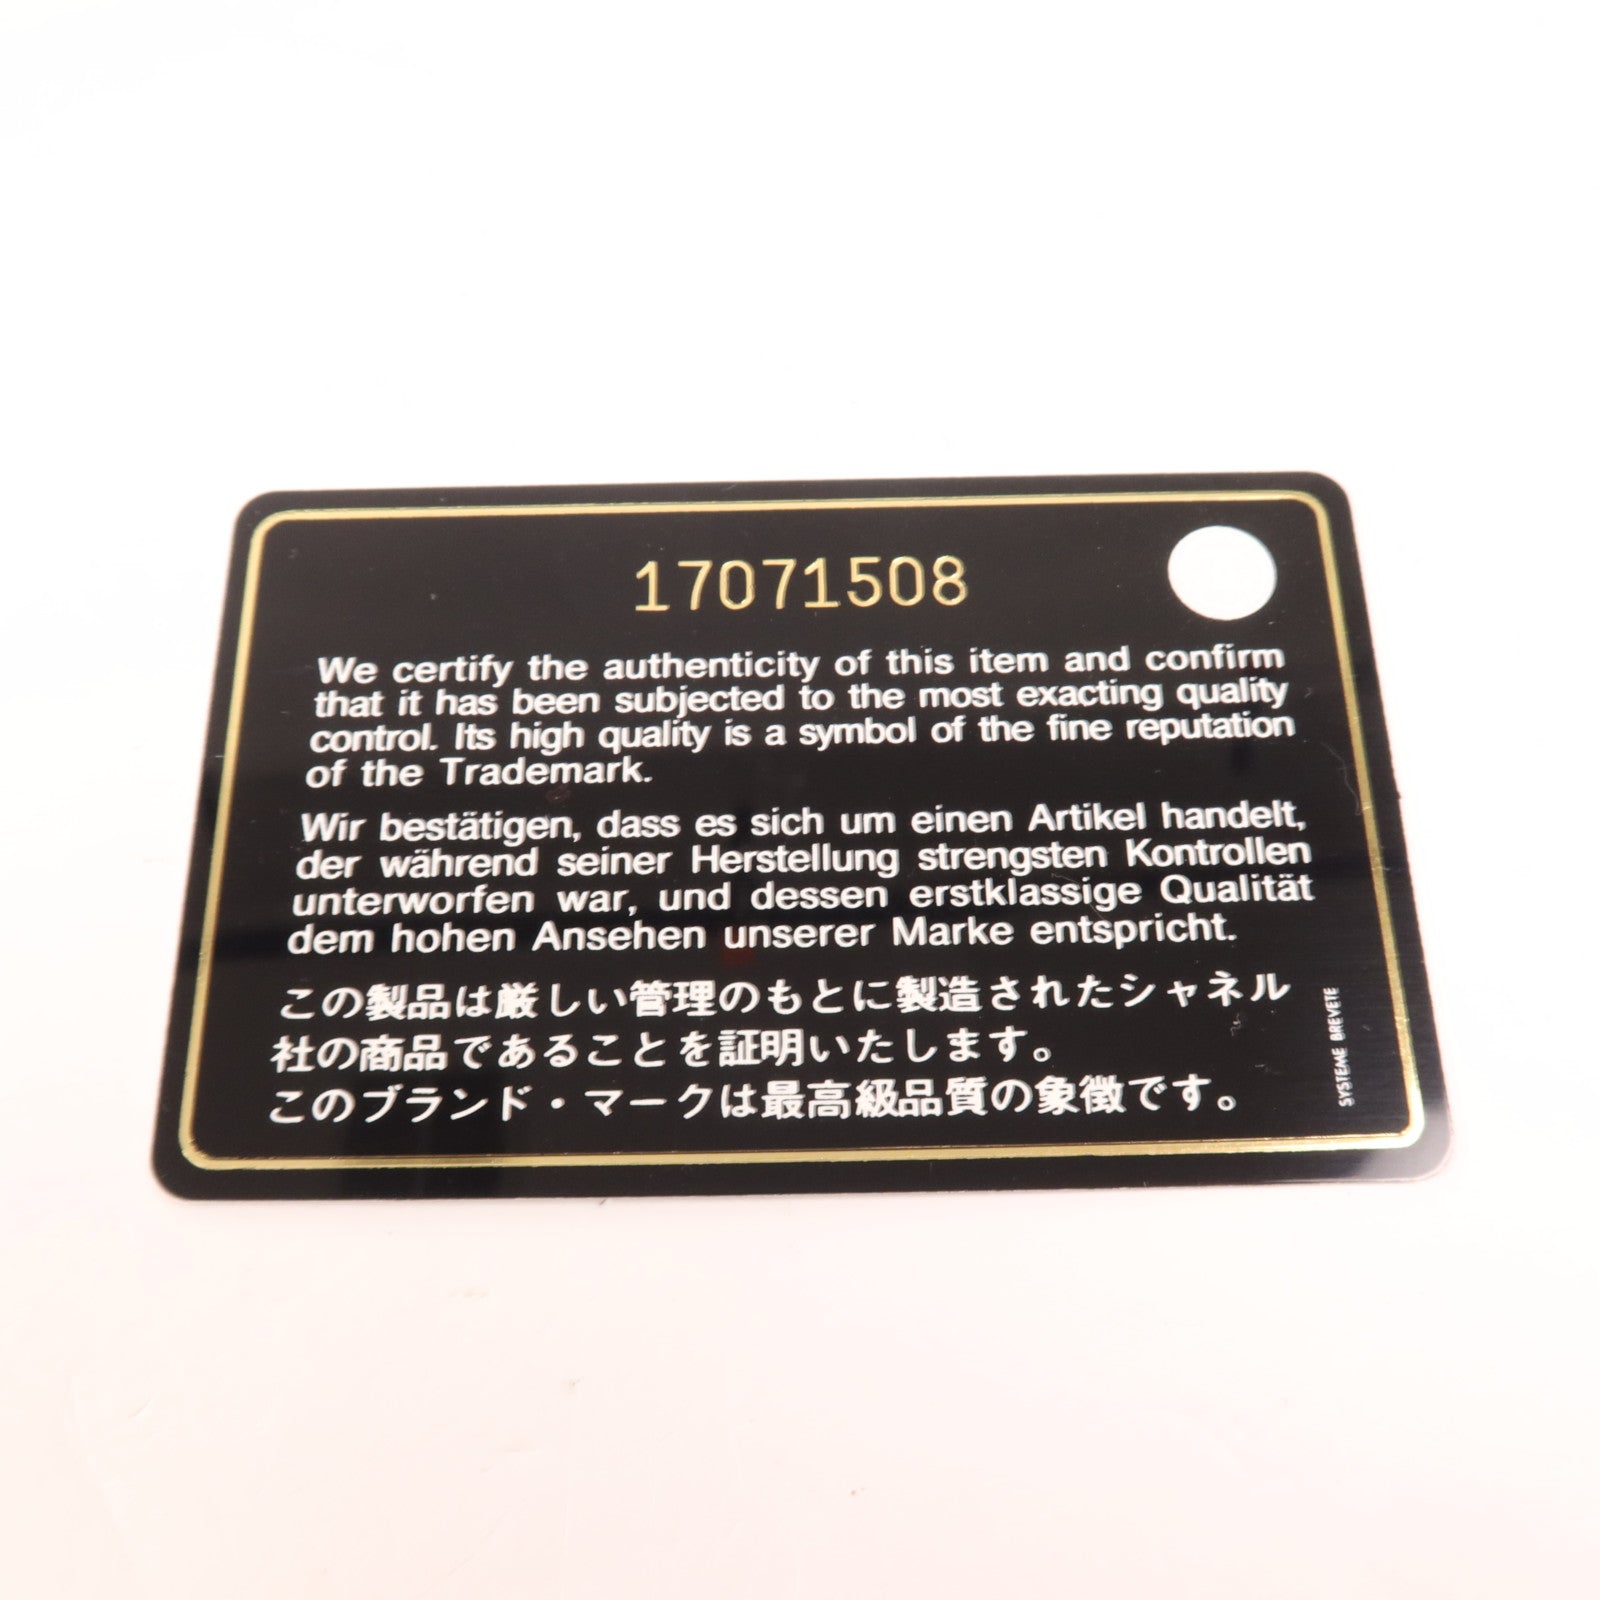 17071508
We certify the authenticity of this item and confirm
that it has been subjected to the most exacting quality
control. Its high quality is a symbol of the fine reputation
of the Trademark.
Wir bestätigen, dass es sich um einen Artikel handelt,
der während seiner Herstellung strengsten Kontrollen
unterworfen war, und dessen erstklassige Qualität
dem hohen Ansehen unserer Marke entspricht.
この製品は厳しい管理のもとに製造されたシャネル
社の商品であることを証明いたします。
このブランド・マークは最高級品質の象徴です。
SYSTEME BREVETE